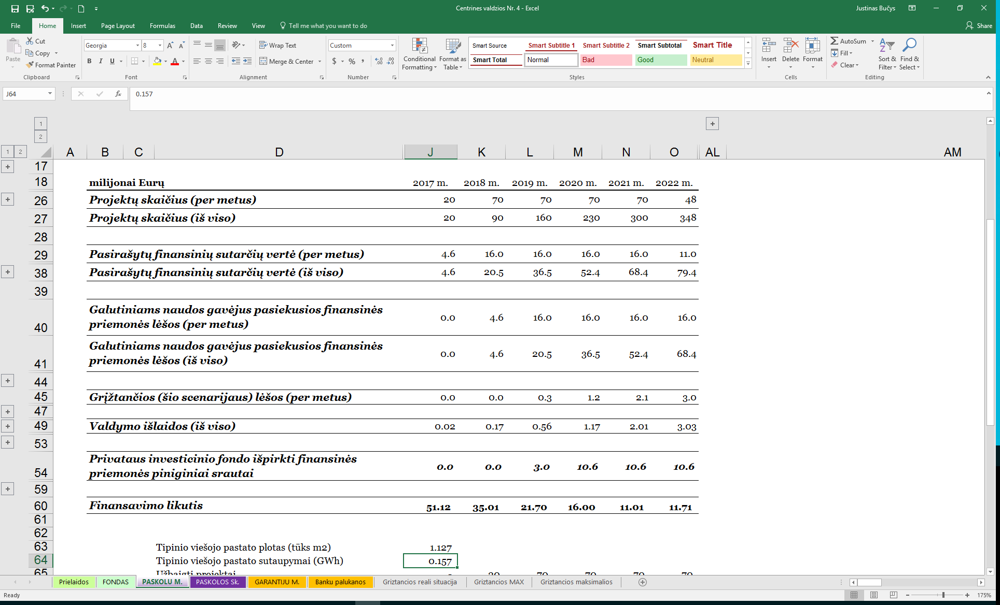 Centrines valdzios Nr. 4 - Excel
Justinas Bučys
File Home Insert Page Layout Formulas Data Review View Tell me what you want to do Share
Paste
Cut
Copy
Format Painter
Clipboard
Georgia 8
B I U
Font
Wrap Text
Merge & Center
Alignment
Custom
$ % ,
Number
Conditional Formatting
Format as Table
Smart Source Smart Subtitle 1 Smart Subtitle 2 Smart Subtotal Smart Title
Smart Total Normal Bad Good Neutral
Styles
Insert Delete Format
Cells
AutoSum
Fill
Clear
Sort & Filter
Find & Select
Editing
J64 fx 0.157
1
2
1 2 A B C D J K L M N O AL AM
17
18 milijonai Eurų 2017 m. 2018 m. 2019 m. 2020 m. 2021 m. 2022 m.
26 Projektų skaičius (per metus) 20 70 70 70 70 48
27 Projektų skaičius (iš viso) 20 90 160 230 300 348
28
29 Pasirašytų finansinių sutarčių vertė (per metus) 4.6 16.0 16.0 16.0 16.0 11.0
38 Pasirašytų finansinių sutarčių vertė (iš viso) 4.6 20.5 36.5 52.4 68.4 79.4
39
Galutiniams naudos gavėjus pasiekusios finansinės
40 priemonės lėšos (per metus) 0.0 4.6 16.0 16.0 16.0 16.0
Galutiniams naudos gavėjus pasiekusios finansinės
41 priemonės lėšos (iš viso) 0.0 4.6 20.5 36.5 52.4 68.4
44
45 Grįžtančios (šio scenarijaus) lėšos (per metus) 0.0 0.0 0.3 1.2 2.1 3.0
47
49 Valdymo išlaidos (iš viso) 0.02 0.17 0.56 1.17 2.01 3.03
53
Privataus investicinio fondo išpirkti finansinės
54 priemonės piniginiai srautai 0.0 0.0 3.0 10.6 10.6 10.6
59
60 Finansavimo likutis 51.12 35.01 21.70 16.00 11.01 11.71
61
62
63 Tipinio viešojo pastato plotas (tūks m2) 1.127
64 Tipinio viešojo pastato sutaupymai (GWh) 0.157
65 Užbaigti projektai - 20 70 70 70 70
Prielaidos FONDAS PASKOLU M. PASKOLOS Sk. GARANTIJU M. Banku palukanos Griztancios reali situacija Griztancios MAX Griztancios maksimalios
Ready 175%